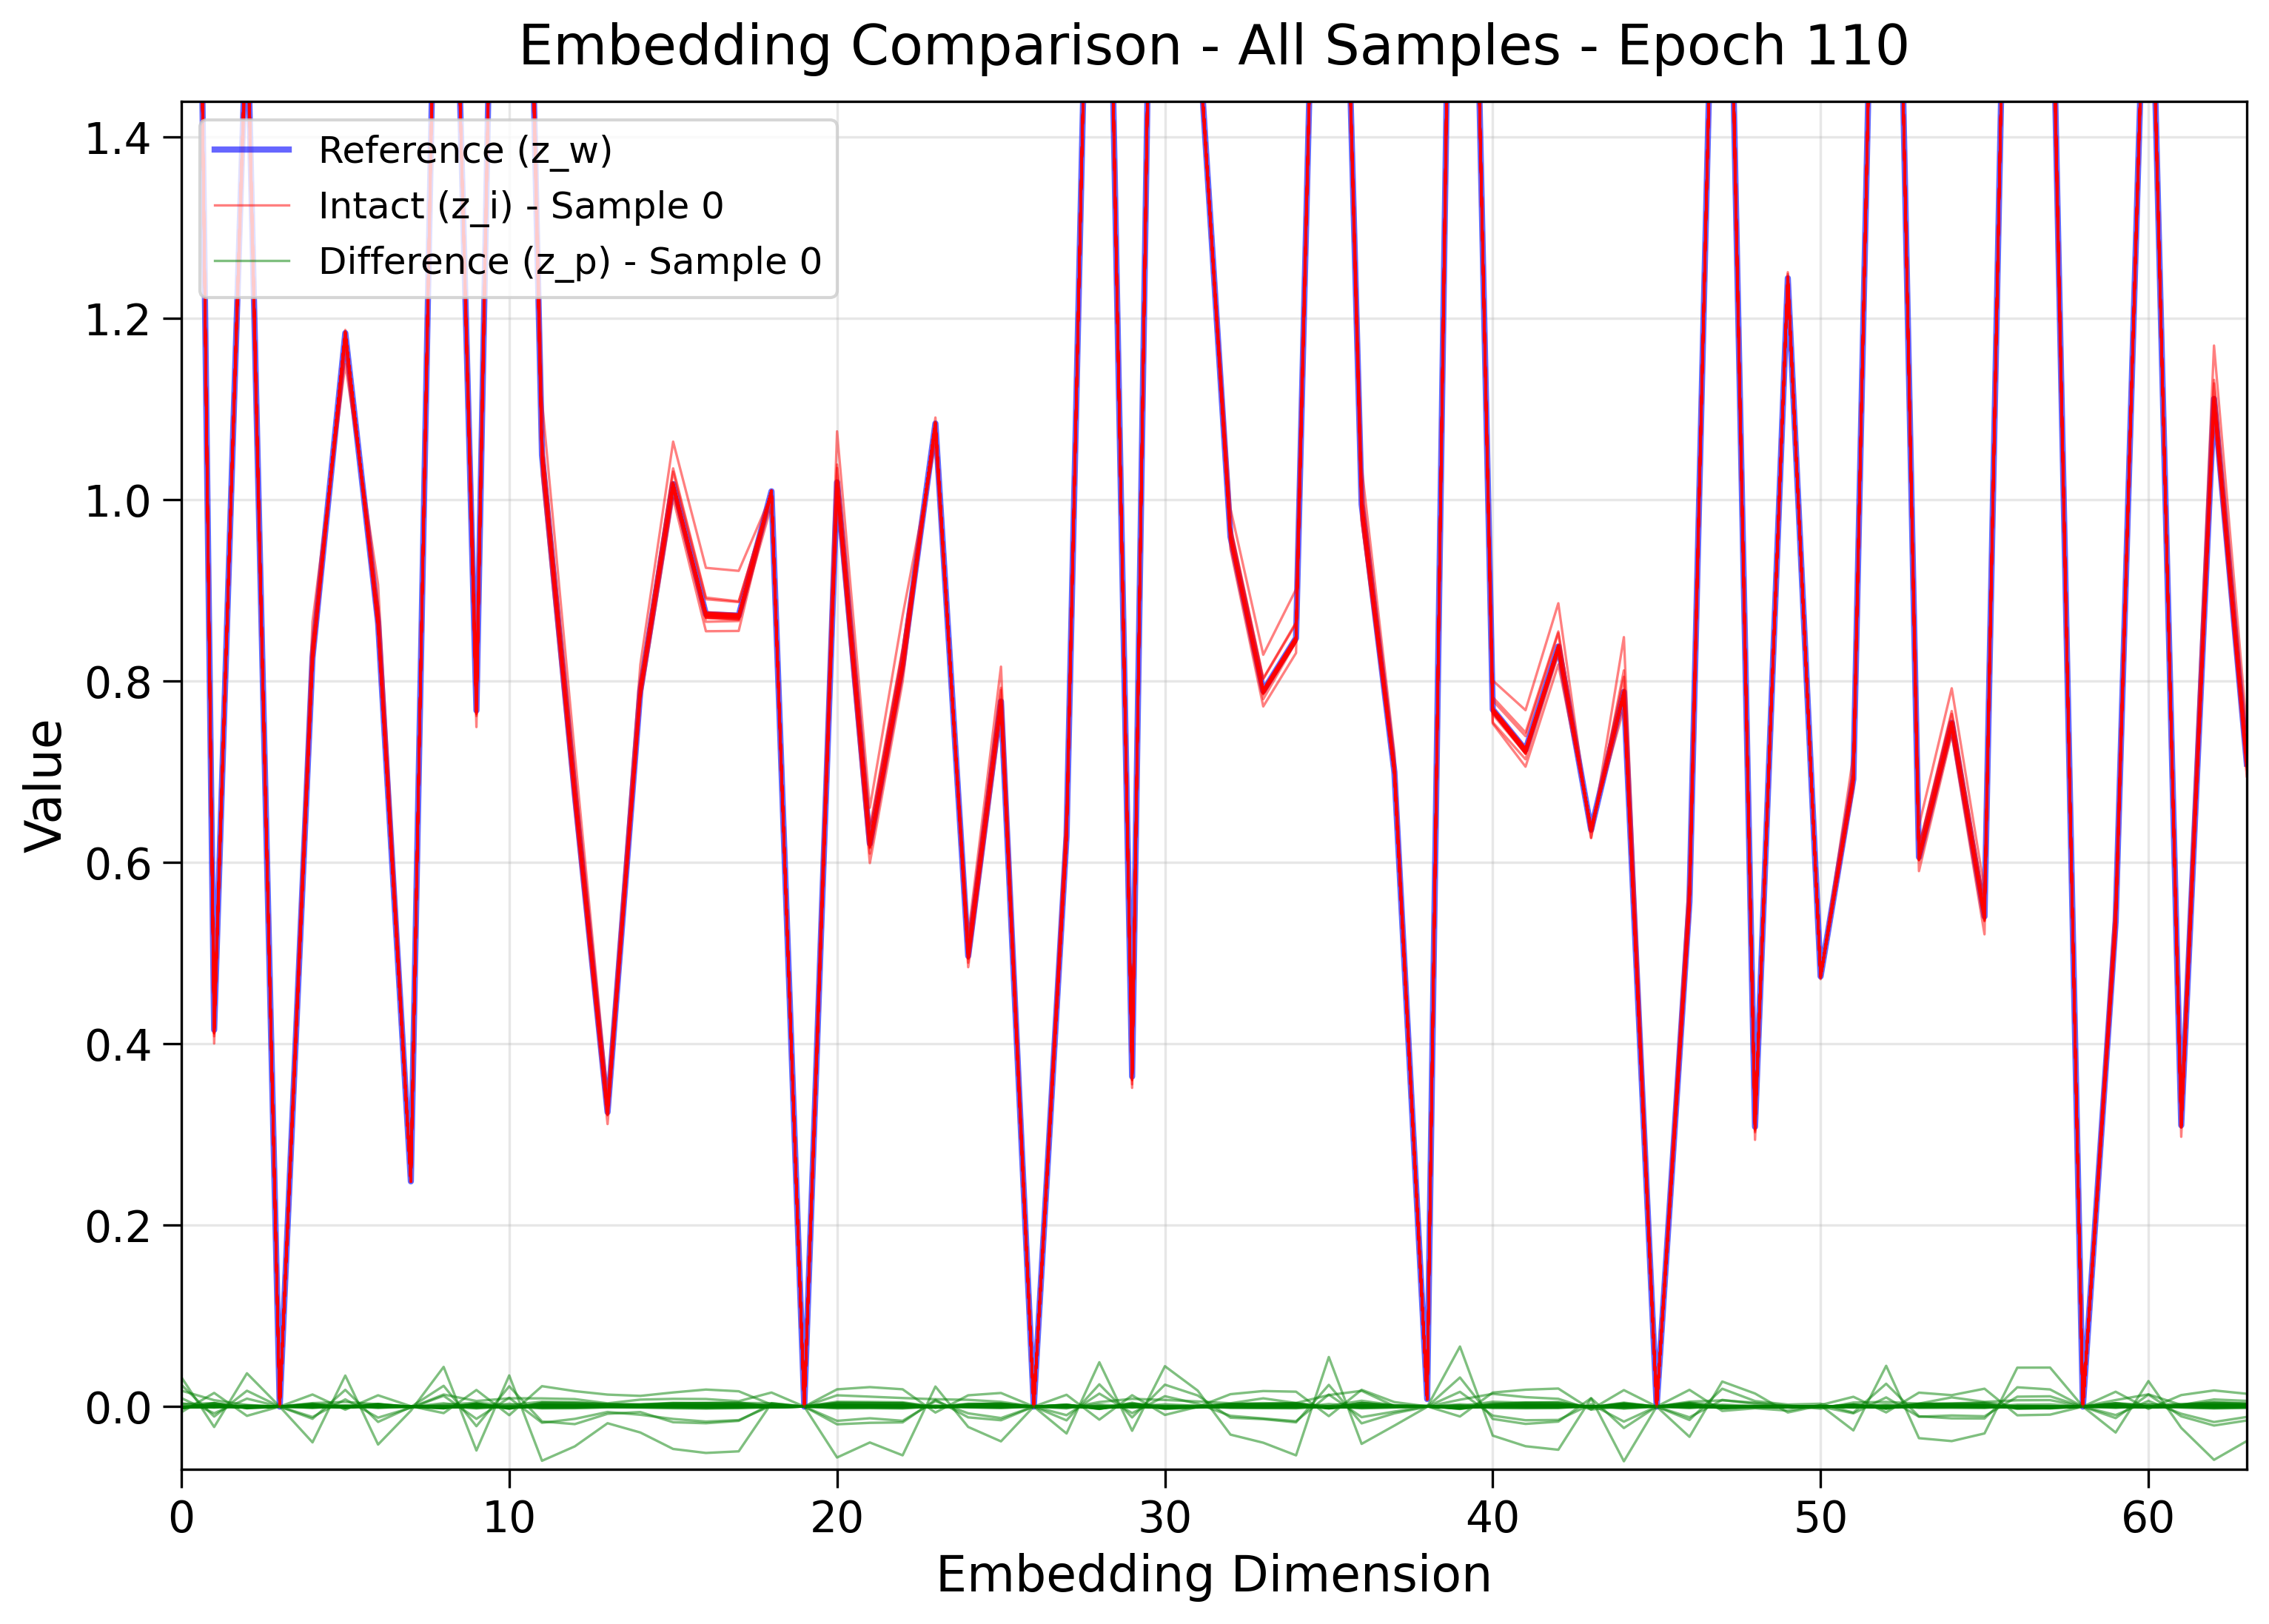 Embedding Comparison - All Samples - Epoch 110
Reference (z_w)
Intact (z_i) - Sample 0
Difference (z_p) - Sample 0
1.4
1.2
1.0
0.8
0.6
0.4
0.2
0.0
Value
0 10 20 30 40 50 60
Embedding Dimension